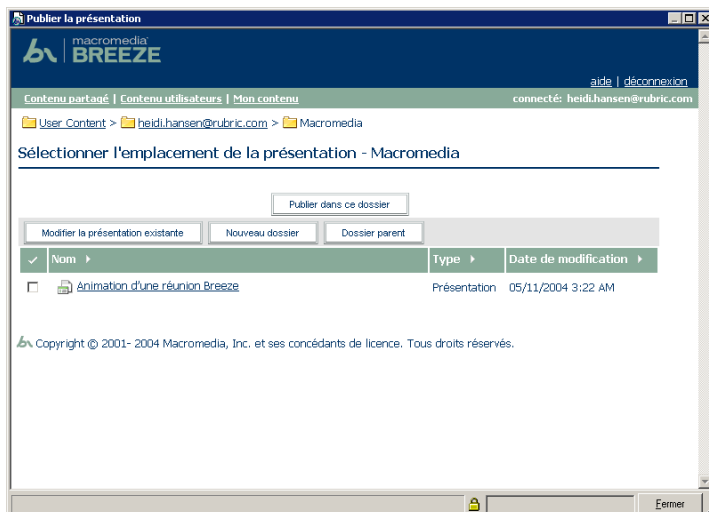 Publier la présentation
macromedia
BREEZE
aide | déconnexion
Contenu partagé | Contenu utilisateurs | Mon contenu connecté: heidi.hansen@rubric.com
User Content > heidi.hansen@rubric.com > Macromedia
Sélectionner l'emplacement de la présentation - Macromedia
Publier dans ce dossier
Modifier la présentation existante Nouveau dossier Dossier parent
Nom Type Date de modification
Animation d'une réunion Breeze Présentation 05/11/2004 3:22 AM
Copyright © 2001- 2004 Macromedia, Inc. et ses concédants de licence. Tous droits réservés.
Fermer